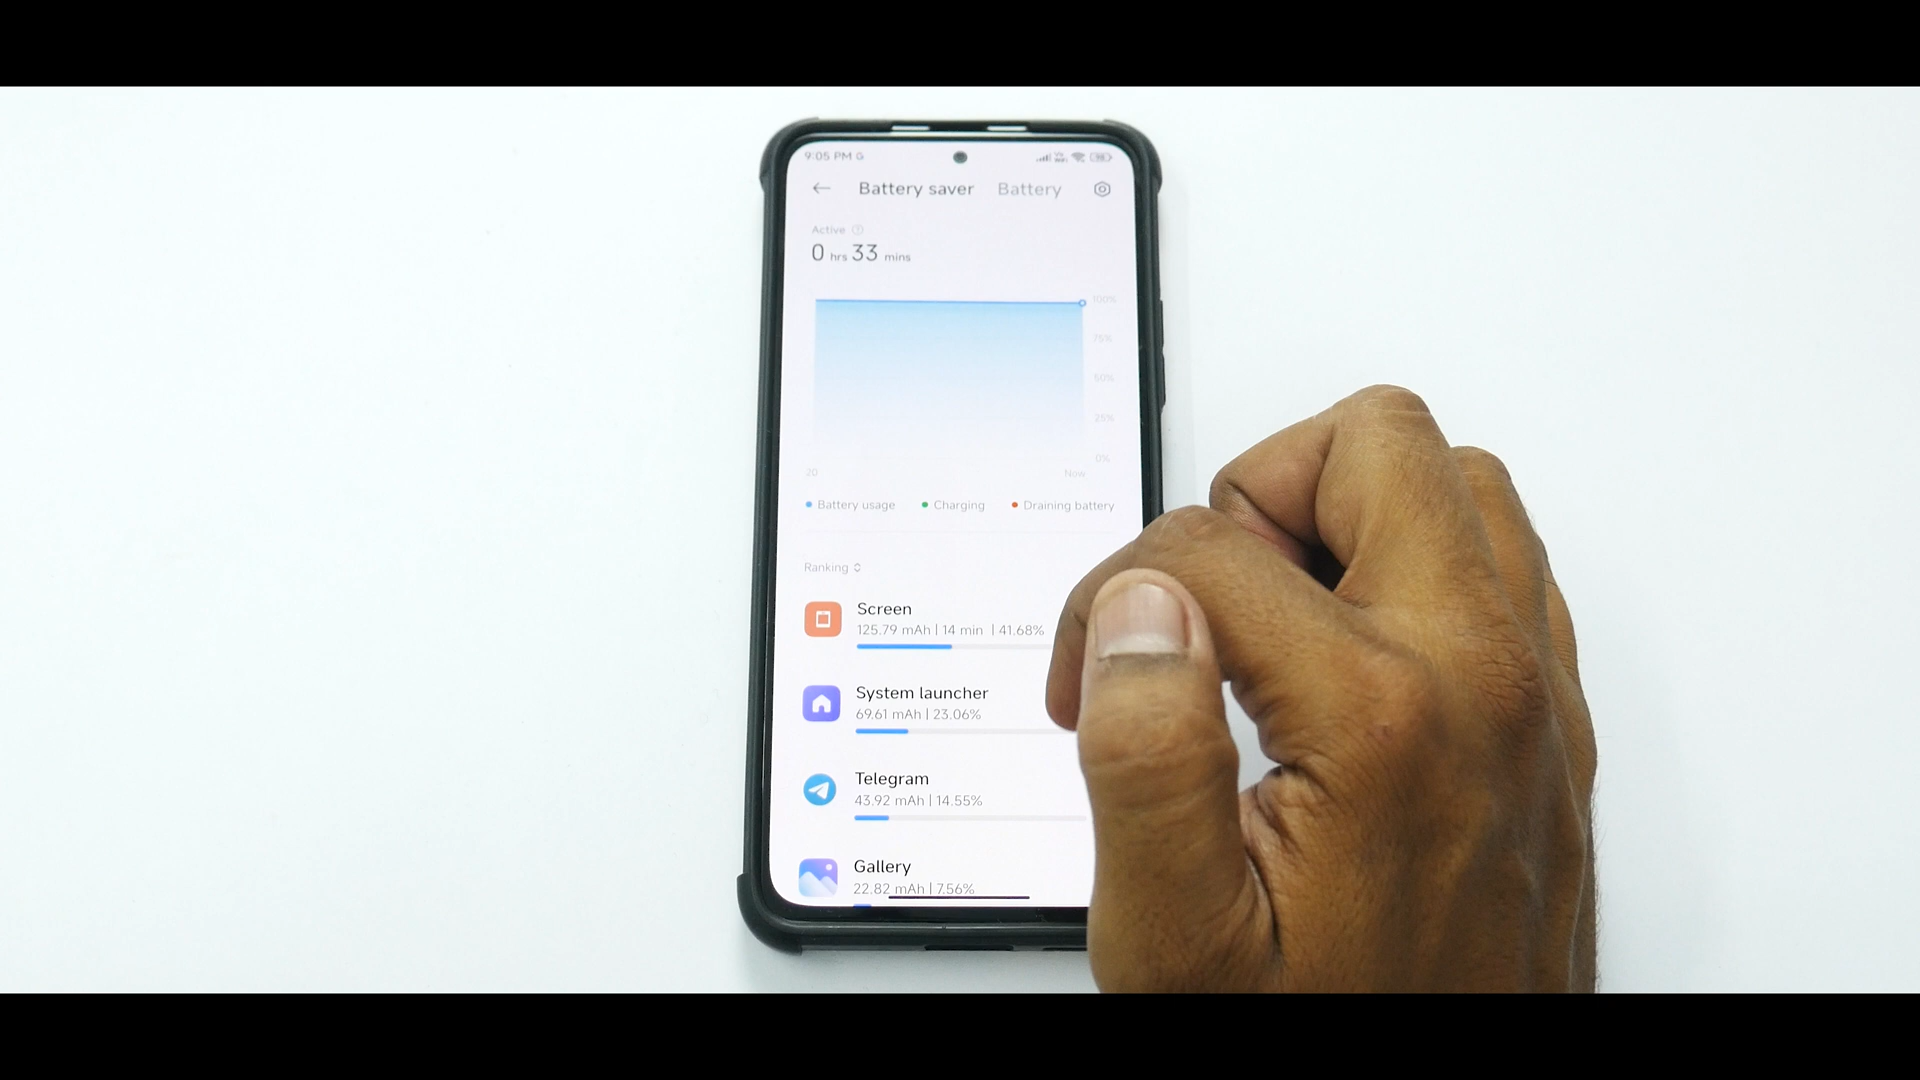 9:05 PM G
Battery saver Battery
Active
0 hrs 33 mins
100%
75%
50%
25%
0%
20 Now
Battery usage Charging Draining battery
Ranking
Screen
125.79 mAh | 14 min | 41.68%
System launcher
69.61 mAh | 23.06%
Telegram
43.92 mAh | 14.55%
Gallery
22.82 mAh | 7.56%